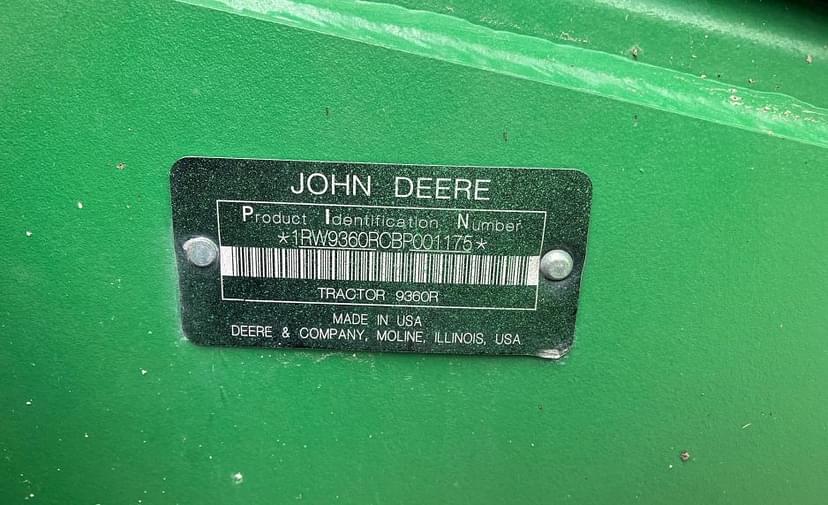 JOHN DEERE
Product Identification Number
*1RW9360RCBP001175*
TRACTOR 9360R
MADE IN USA
DEERE & COMPANY, MOLINE, ILLINOIS, USA